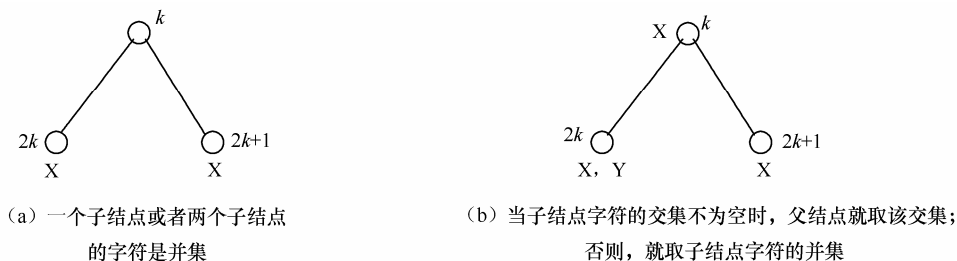 k
X k
2k 2k+1
2k 2k+1
X X
X，Y X
（a）一个子结点或者两个子结点
的字符是并集
（b）当子结点字符的交集不为空时，父结点就取该交集；
否则，就取子结点字符的并集